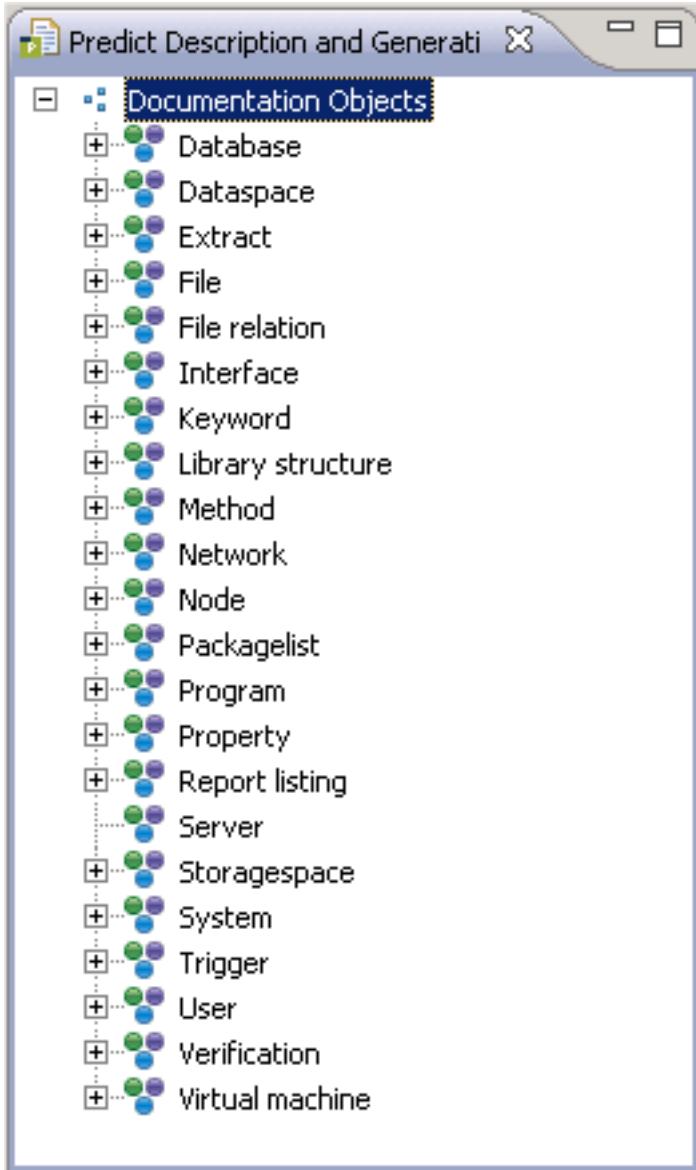 Predict Description and Generati
Documentation Objects
Database
Dataspace
Extract
File
File relation
Interface
Keyword
Library structure
Method
Network
Node
Packagelist
Program
Property
Report listing
Server
Storagespace
System
Trigger
User
Verification
Virtual machine